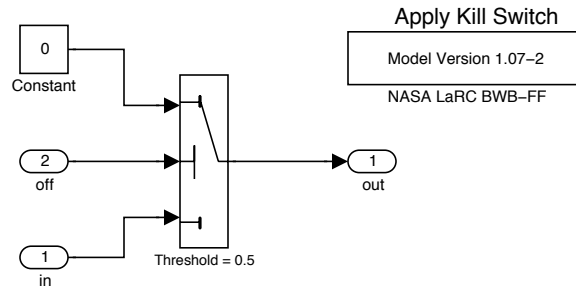 Apply Kill Switch
0
Model Version 1.07−2
Constant
NASA LaRC BWB−FF
2
1
off
out
1
Threshold = 0.5
in